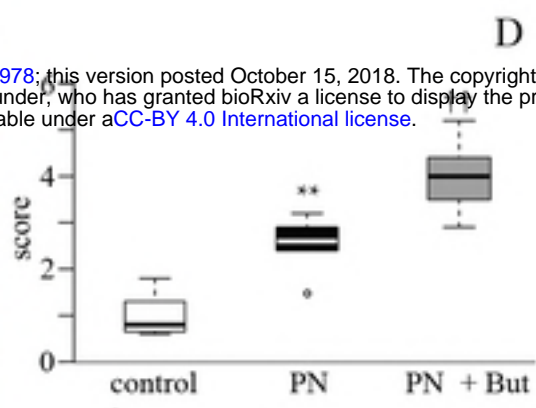 D
978; this version posted October 15, 2018. The copyright
under, who has granted bioRxiv a license to display the pr
able under aCC-BY 4.0 International license.
6
4
**
score
2
0
control PN PN + But